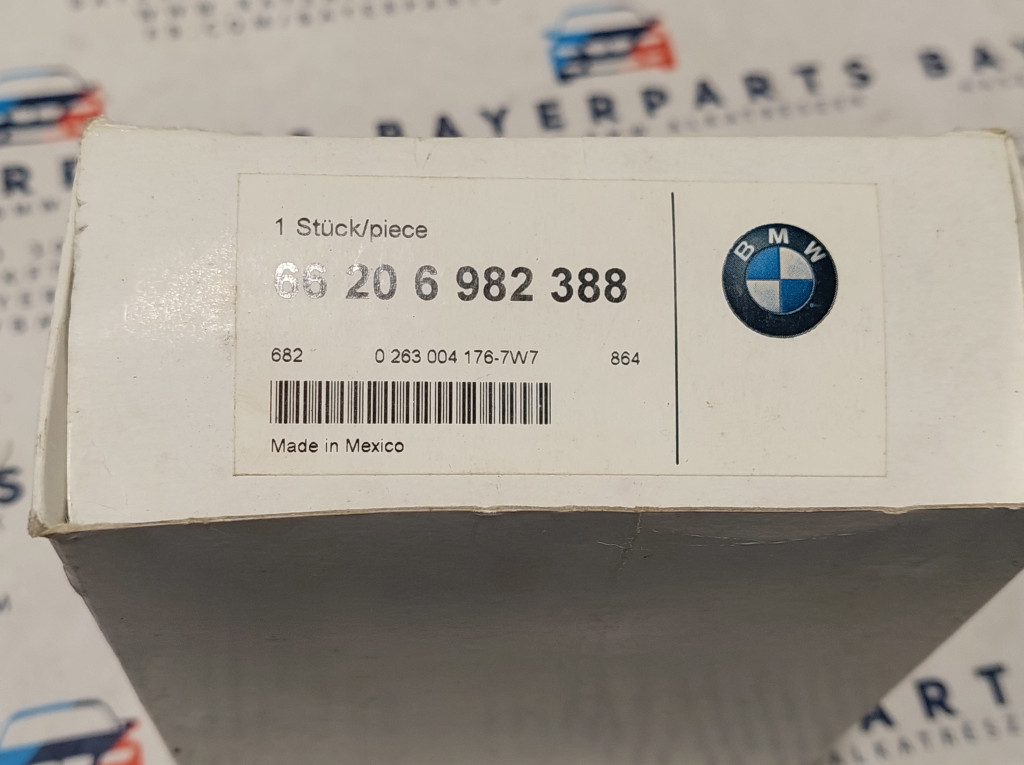 BAYERPARTS
1 Stück/piece
66 20 6 982 388
BMW
682 0 263 004 176-7W7 864
Made in Mexico